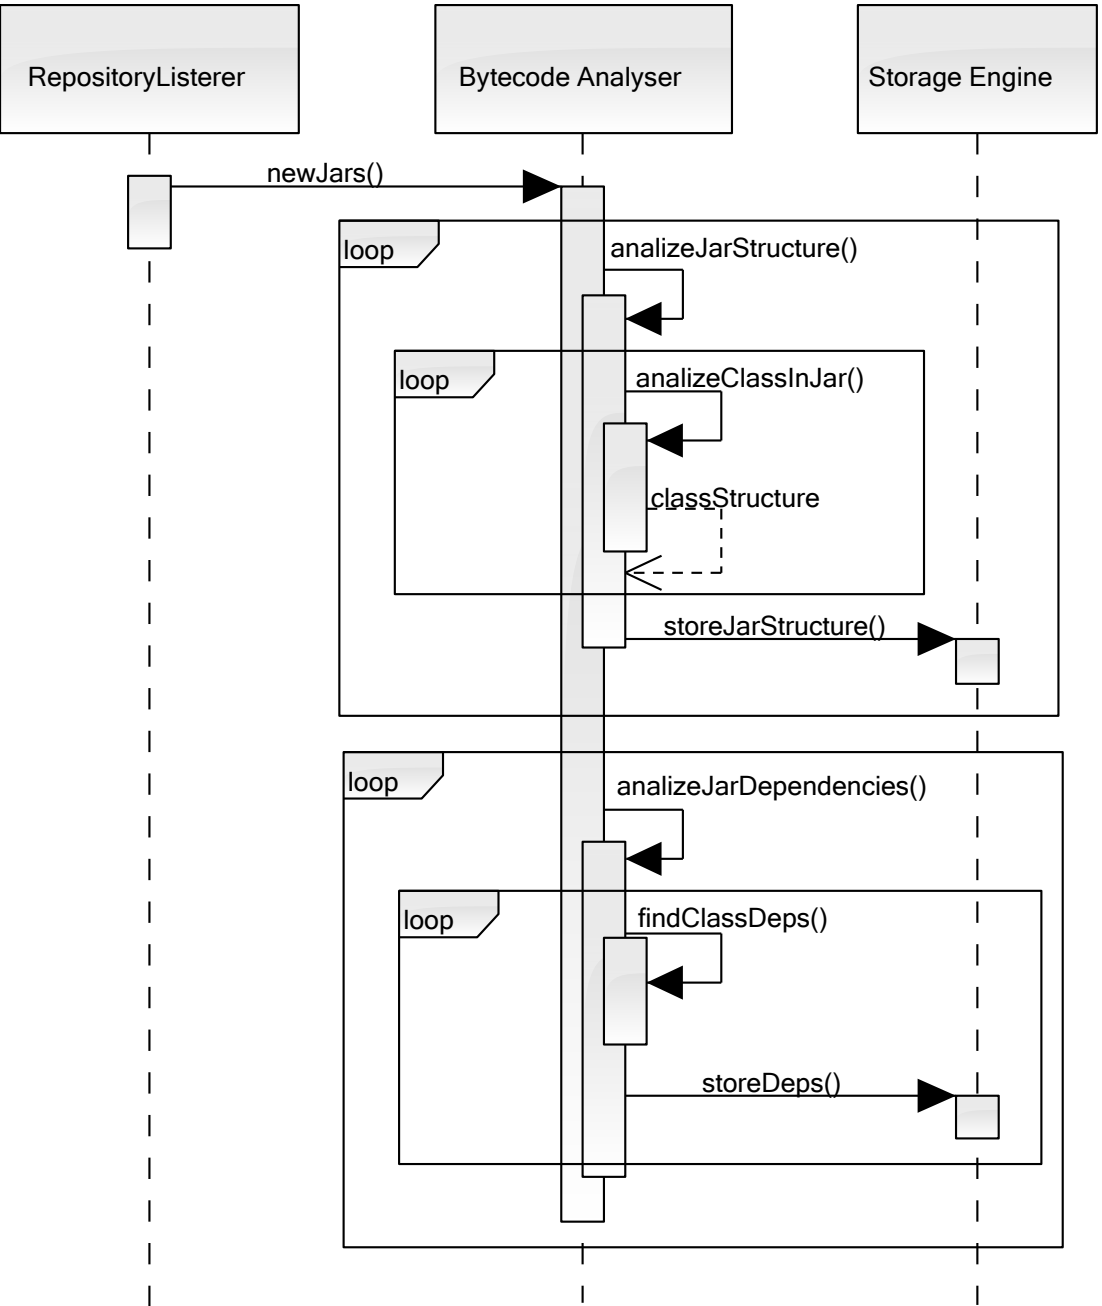 RepositoryListerer
Bytecode Analyser
Storage Engine
newJars()
loop
analizeJarStructure()
loop
analizeClassInJar()
classStructure
storeJarStructure()
loop
analizeJarDependencies()
loop
findClassDeps()
storeDeps()